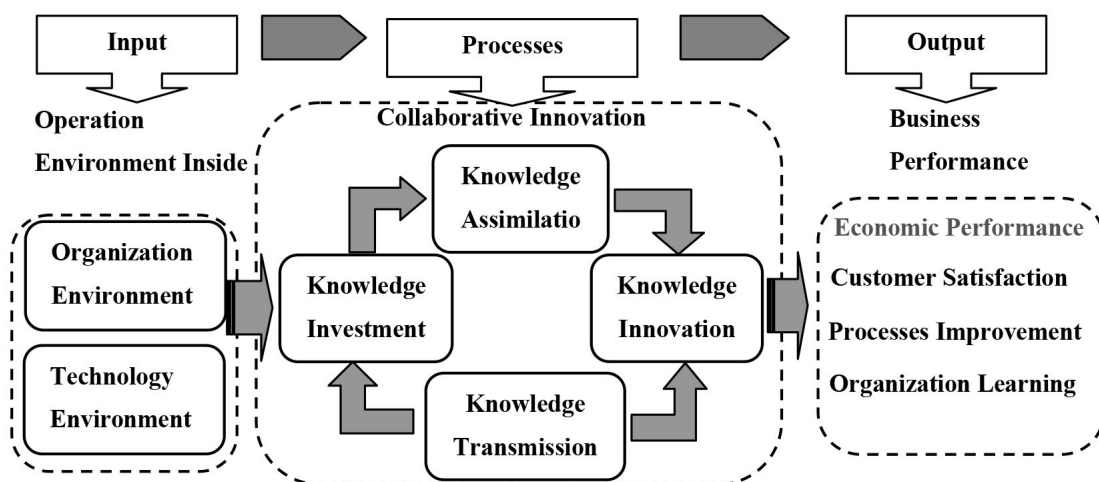 Input
Processes
Output
Operation
Environment Inside
Collaborative Innovation
Business
Performance
Organization
Environment
Technology
Environment
Knowledge
Assimilatio
Knowledge
Investment
Knowledge
Innovation
Knowledge
Transmission
Economic Performance
Customer Satisfaction
Processes Improvement
Organization Learning